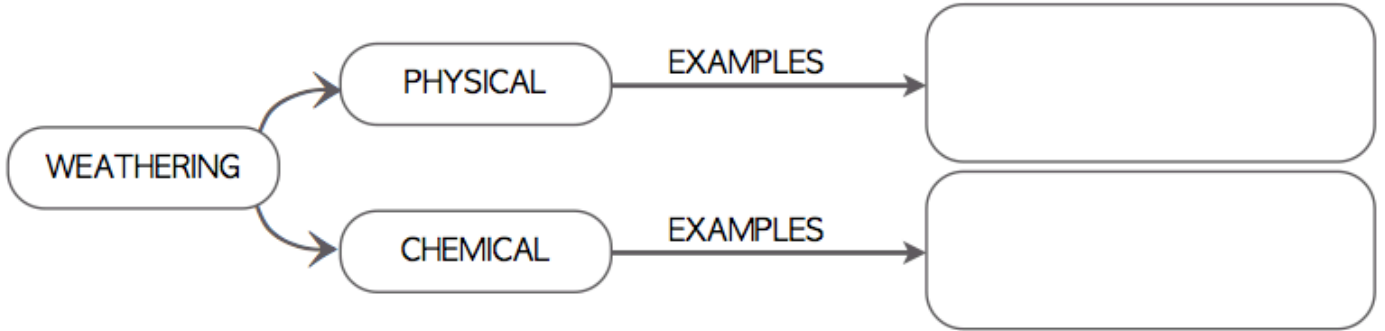 WEATHERING
PHYSICAL
EXAMPLES
CHEMICAL
EXAMPLES